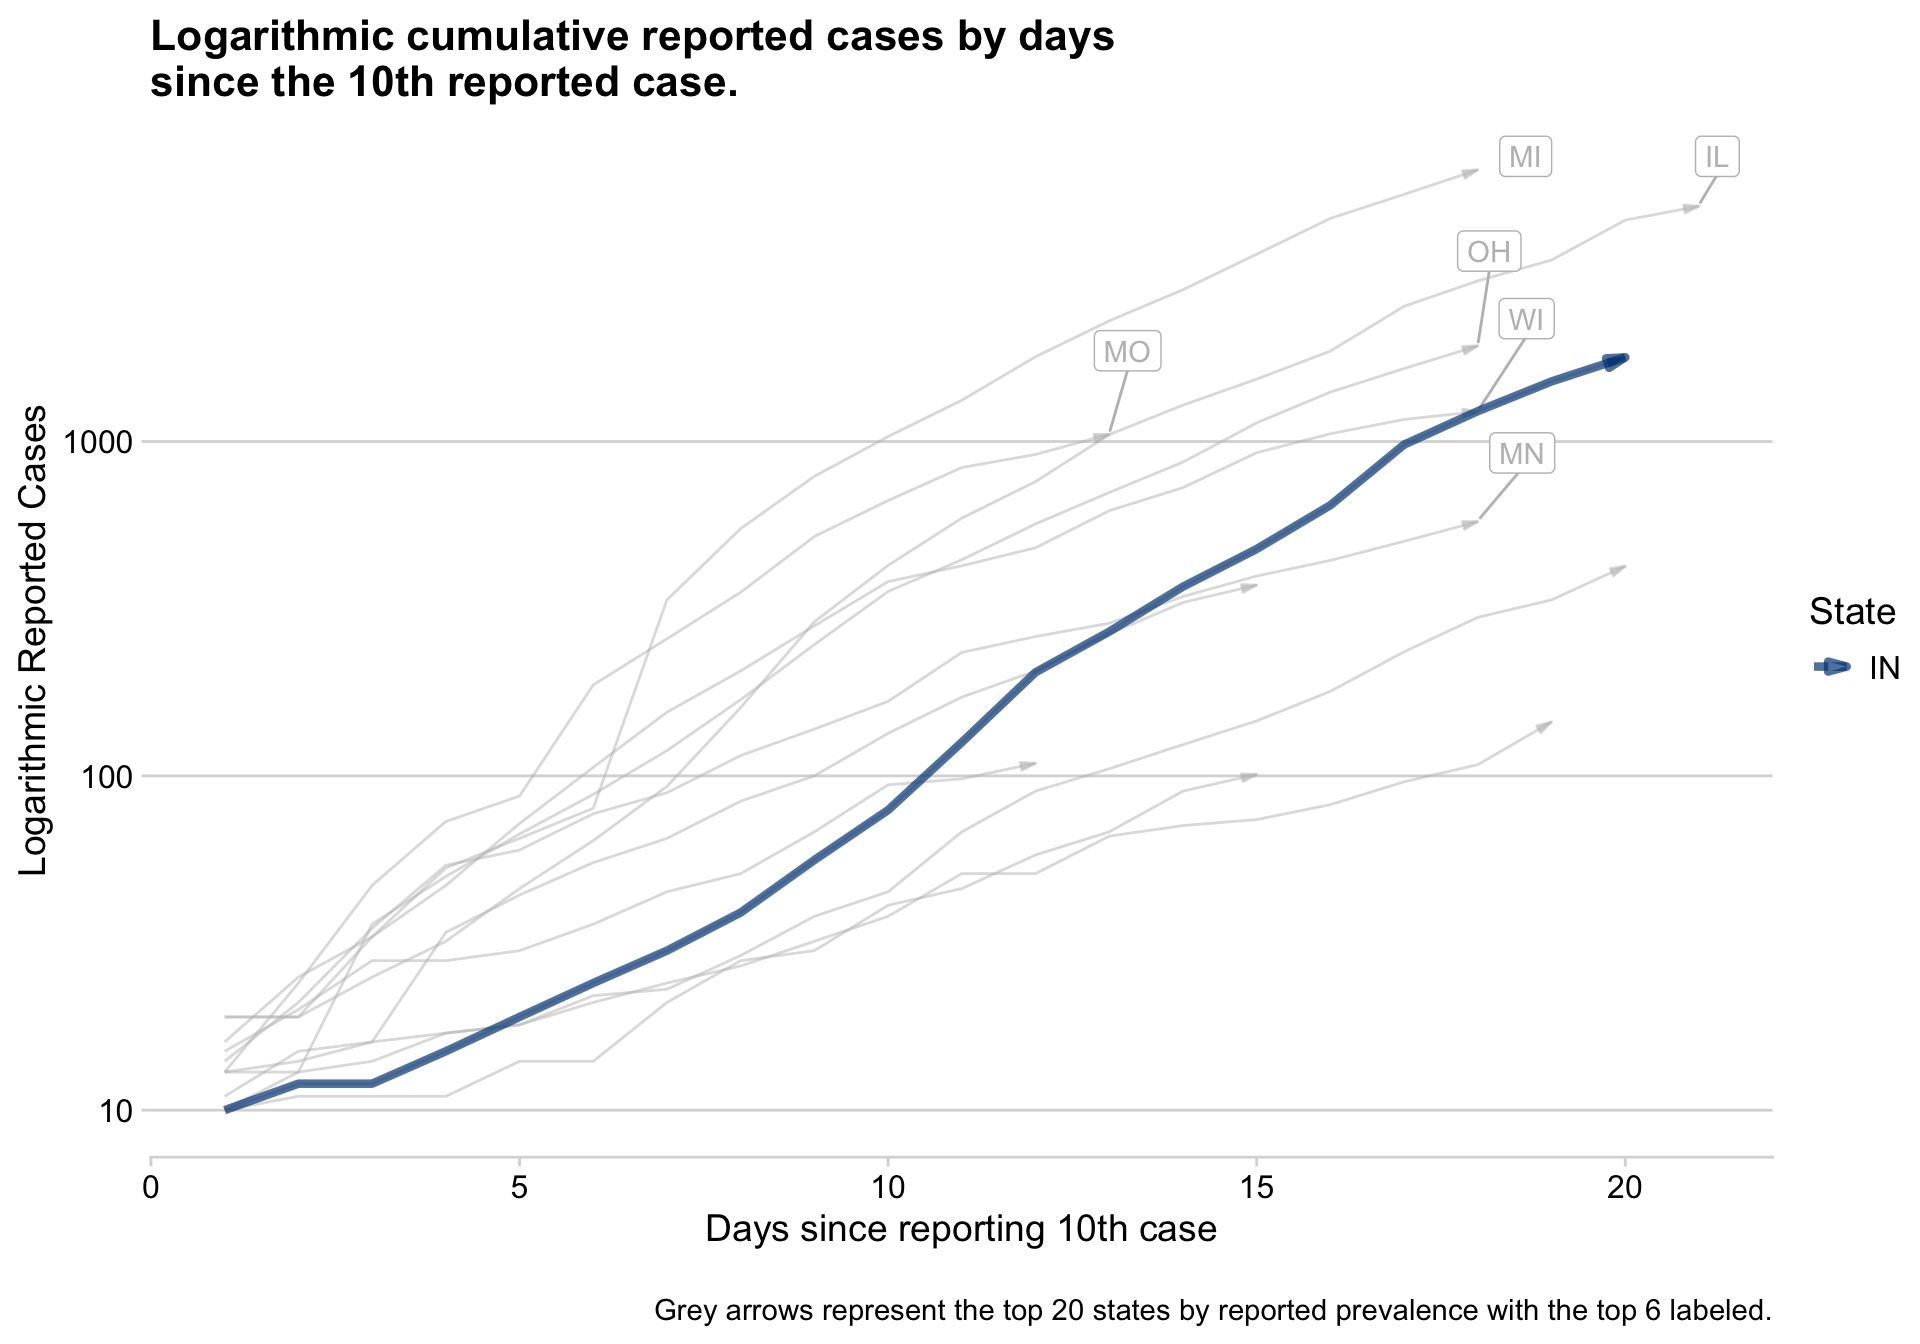 Logarithmic cumulative reported cases by days
since the 10th reported case.
MI
IL
OH
WI
MO
MN
1000
100
10
Logarithmic Reported Cases
State
IN
0 5 10 15 20
Days since reporting 10th case
Grey arrows represent the top 20 states by reported prevalence with the top 6 labeled.